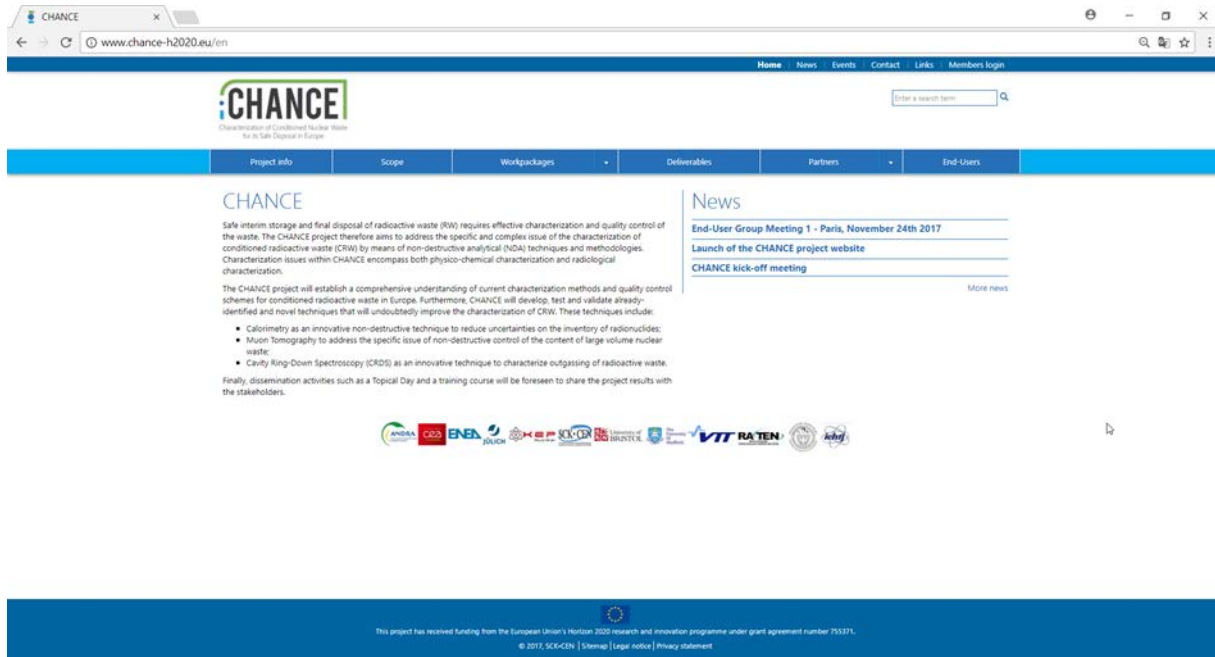 CHANCE
www.chance-h2020.eu/en
Home News Events Contact Links Members login
CHANCE
Characterization of Conditioned Nuclear Waste
for its Safe Disposal in Europe
Enter a search term
Project info Scope Workpackages Deliverables Partners End-Users
CHANCE
Safe interim storage and final disposal of radioactive waste (RW) requires effective characterization and quality control of
the waste. The CHANCE project therefore aims to address the specific and complex issue of the characterization of
conditioned radioactive waste (CRW) by means of non-destructive analytical (NDA) techniques and methodologies.
Characterization issues within CHANCE encompass both physico-chemical characterization and radiological
characterization.
The CHANCE project will establish a comprehensive understanding of current characterization methods and quality control
schemes for conditioned radioactive waste in Europe. Furthermore, CHANCE will develop, test and validate already-
identified and novel techniques that will undoubtedly improve the characterization of CRW. These techniques include:
Calorimetry as an innovative non-destructive technique to reduce uncertainties on the inventory of radionuclides;
Muon Tomography to address the specific issue of non-destructive control of the content of large volume nuclear
waste;
Cavity Ring-Down Spectroscopy (CRDS) as an innovative technique to characterize outgassing of radioactive waste.
Finally, dissemination activities such as a Topical Day and a training course will be foreseen to share the project results with
the stakeholders.
News
End-User Group Meeting 1 - Paris, November 24th 2017
Launch of the CHANCE project website
CHANCE kick-off meeting
More news
ANDRA cea ENEA JÜLICH SCK•CEN University of BRISTOL VTT RATEN ichtj
This project has received funding from the European Union's Horizon 2020 research and innovation programme under grant agreement number 755371.
© 2017, SCK•CEN | Sitemap | Legal notice | Privacy statement